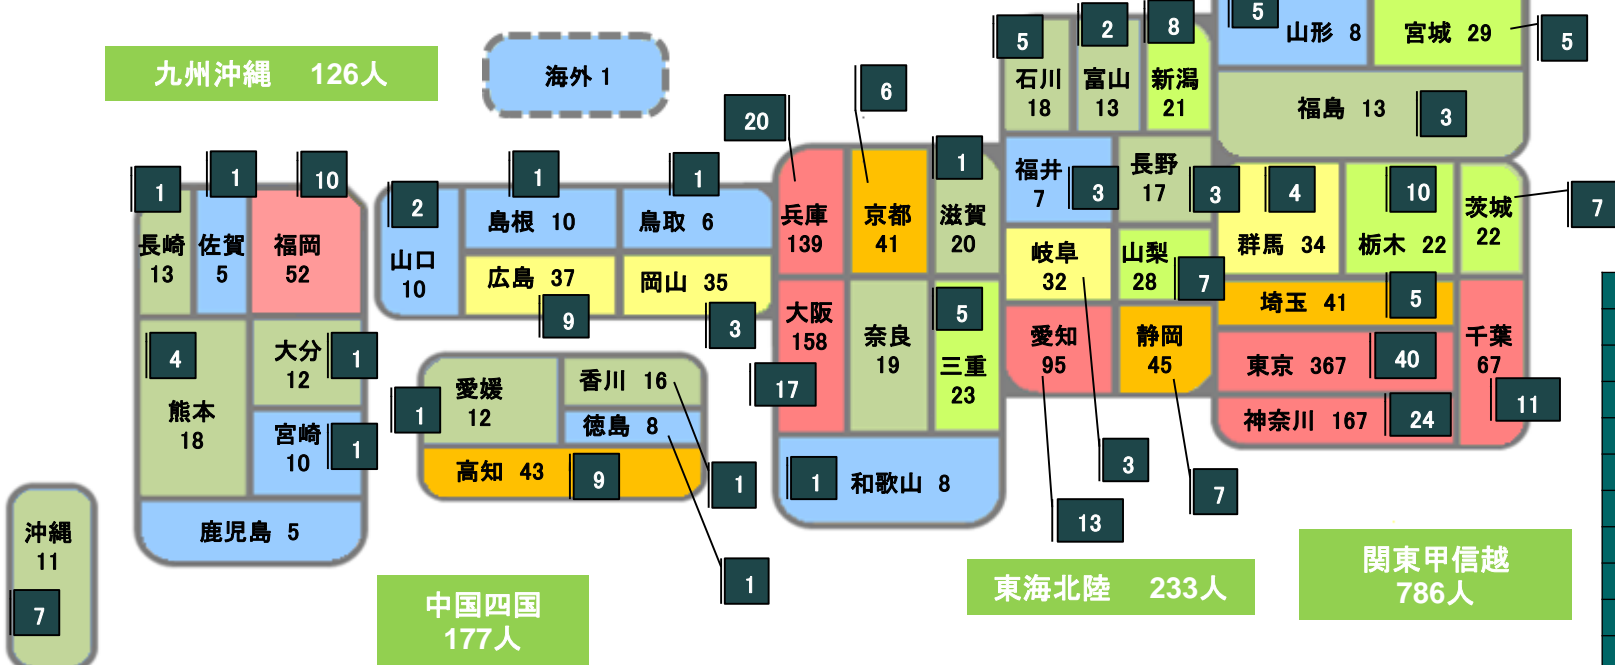 九州沖縄 126人
海外 1
5
山形 8
宮城 29
5
5
石川
18
2
富山
13
8
新潟
21
福島 13
3
20
6
1
兵庫
139
京都
41
滋賀
20
福井
7
3
長野
17
3
4
群馬 34
10
栃木 22
茨城
22
7
1
長崎
13
1
佐賀
5
10
福岡
52
2
山口
10
1
島根 10
1
鳥取 6
広島 37
9
岡山 35
3
岐阜
32
山梨
28
7
埼玉 41
5
大阪
158
17
奈良
19
5
三重
23
愛知
95
静岡
45
東京 367
40
千葉
67
11
神奈川 167
24
4
熊本
18
大分
12
1
宮崎
10
1
1
愛媛
12
香川 16
徳島 8
高知 43
9
1
1
1
和歌山 8
3
7
13
鹿児島 5
沖縄
11
7
中国四国
177人
東海北陸 233人
関東甲信越
786人